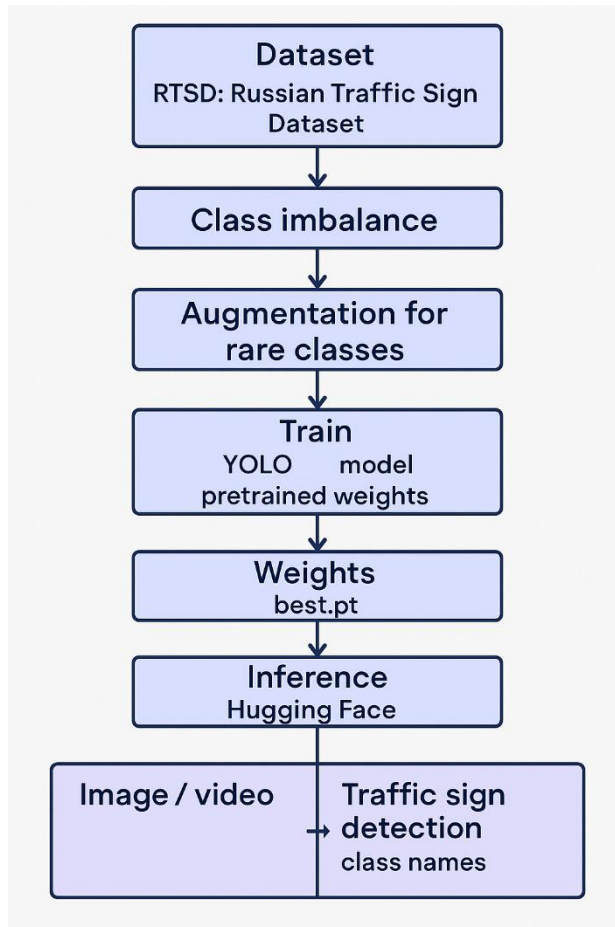 Dataset
RTSD: Russian Traffic Sign
Dataset
Class imbalance
Augmentation for
rare classes
Train
YOLO model
pretrained weights
Weights
best.pt
Inference
Hugging Face
Image / video
Traffic sign
detection
class names